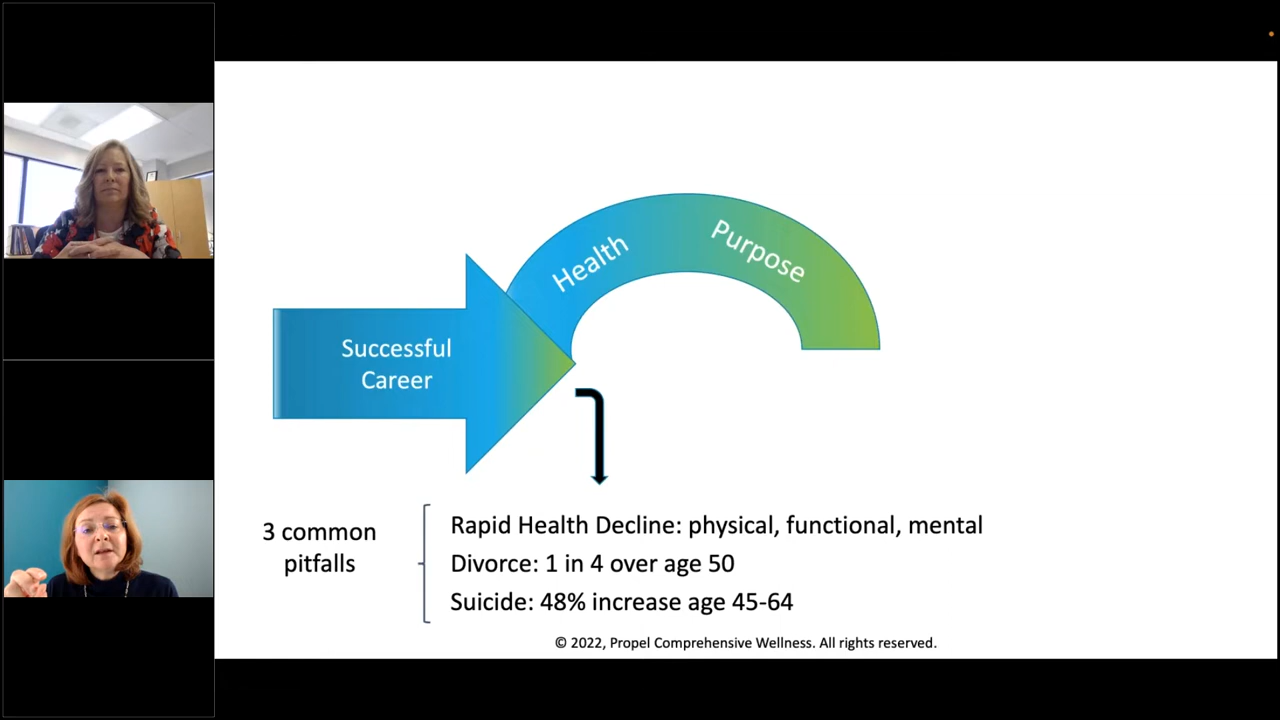 Health
Purpose
Successful
Career
3 common
pitfalls
Rapid Health Decline: physical, functional, mental
Divorce: 1 in 4 over age 50
Suicide: 48% increase age 45-64
© 2022, Propel Comprehensive Wellness. All rights reserved.